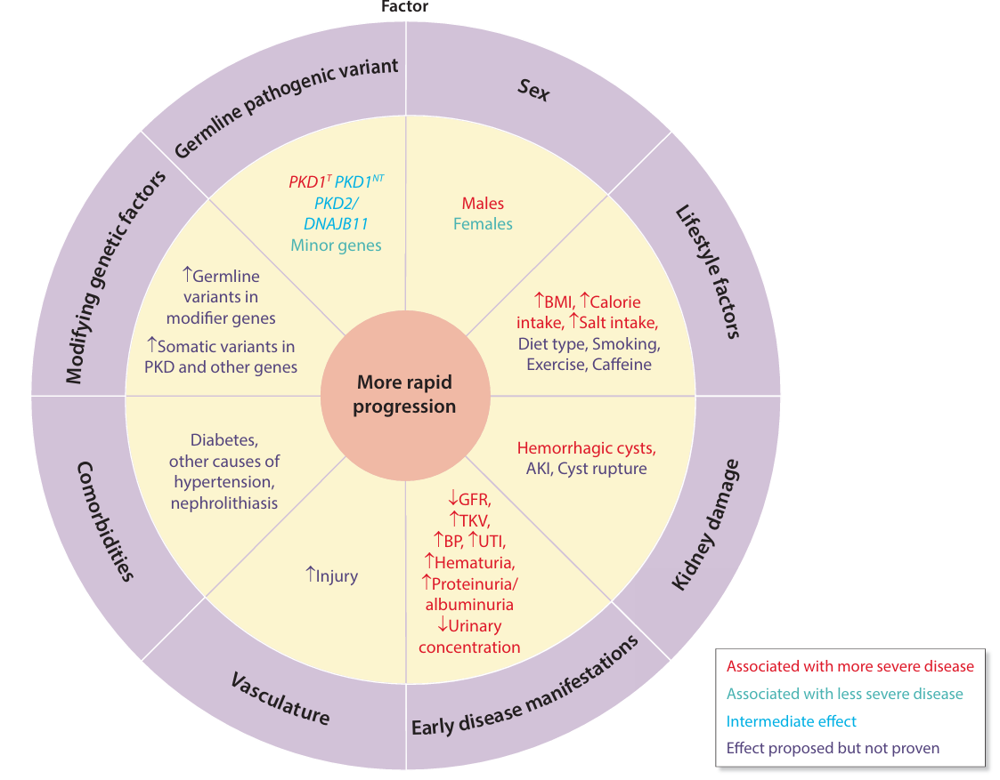 Factor
Germline pathogenic variant
Sex
Lifestyle factors
Kidney damage
Early disease manifestations
Vasculature
Comorbidities
Modifying genetic factors
PKD1ᵀ PKD1ᴺᵀ
PKD2/
DNAJB11
Minor genes
Males
Females
↑BMI, ↑Calorie
intake, ↑Salt intake,
Diet type, Smoking,
Exercise, Caffeine
Hemorrhagic cysts,
AKI, Cyst rupture
↓GFR,
↑TKV,
↑BP, ↑UTI,
↑Hematuria,
↑Proteinuria/
albuminuria
↓Urinary
concentration
↑Injury
Diabetes,
other causes of
hypertension,
nephrolithiasis
↑Germline
variants in
modifier genes
↑Somatic variants in
PKD and other genes
More rapid
progression
Associated with more severe disease
Associated with less severe disease
Intermediate effect
Effect proposed but not proven